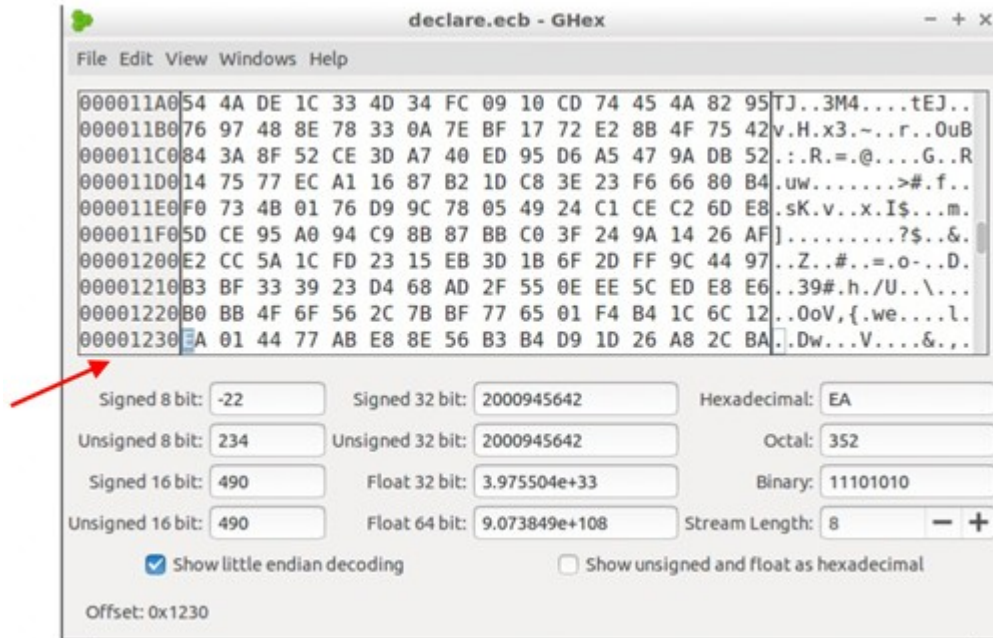 declare.ecb - GHex
File Edit View Windows Help
000011A0 54 4A DE 1C 33 4D 34 FC 09 10 CD 74 45 4A 82 95 TJ..3M4....tEJ..
000011B0 76 97 48 8E 78 33 0A 7E BF 17 72 E2 8B 4F 75 42 v.H.x3.~..r..OuB
000011C0 84 3A 8F 52 CE 3D A7 40 ED 95 D6 A5 47 9A DB 52 .:.R.=.@....G..R
000011D0 14 75 77 EC A1 16 87 B2 1D C8 3E 23 F6 66 80 B4 .uw.......>#.f..
000011E0 F0 73 4B 01 76 D9 9C 78 05 49 24 C1 CE C2 6D E8 .sK.v..x.I$...m.
000011F0 5D CE 95 A0 94 C9 8B 87 BB C0 3F 24 9A 14 26 AF ].........?$..&.
00001200 E2 CC 5A 1C FD 23 15 EB 3D 1B 6F 2D FF 9C 44 97 ..Z..#..=.o-..D.
00001210 B3 BF 33 39 23 D4 68 AD 2F 55 0E EE 5C ED E8 E6 ..39#.h./U..\...
00001220 B0 BB 4F 6F 56 2C 7B BF 77 65 01 F4 B4 1C 6C 12 ..OoV,{.we....l.
00001230 EA 01 44 77 AB E8 8E 56 B3 B4 D9 1D 26 A8 2C BA ..Dw...V....&.,.
Signed 8 bit: -22 Signed 32 bit: 2000945642 Hexadecimal: EA
Unsigned 8 bit: 234 Unsigned 32 bit: 2000945642 Octal: 352
Signed 16 bit: 490 Float 32 bit: 3.975504e+33 Binary: 11101010
Unsigned 16 bit: 490 Float 64 bit: 9.073849e+108 Stream Length: 8
Show little endian decoding Show unsigned and float as hexadecimal
Offset: 0x1230